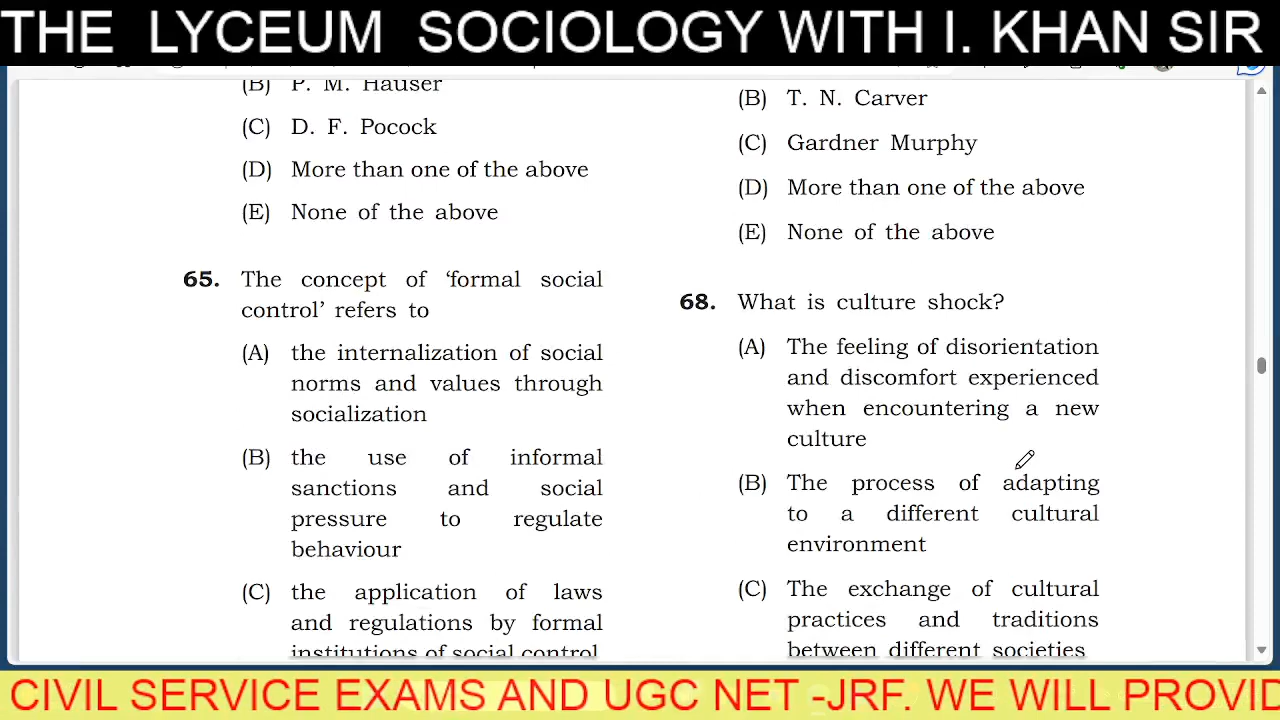 THE LYCEUM SOCIOLOGY WITH I. KHAN SIR
(B) P. M. Hauser
(C) D. F. Pocock
(D) More than one of the above
(E) None of the above
65. The concept of ‘formal social
control’ refers to
(A) the internalization of social
norms and values through
socialization
(B) the use of informal
sanctions and social
pressure to regulate
behaviour
(C) the application of laws
and regulations by formal
institutions of social control
(B) T. N. Carver
(C) Gardner Murphy
(D) More than one of the above
(E) None of the above
68. What is culture shock?
(A) The feeling of disorientation
and discomfort experienced
when encountering a new
culture
(B) The process of adapting
to a different cultural
environment
(C) The exchange of cultural
practices and traditions
between different societies
CIVIL SERVICE EXAMS AND UGC NET -JRF. WE WILL PROVID